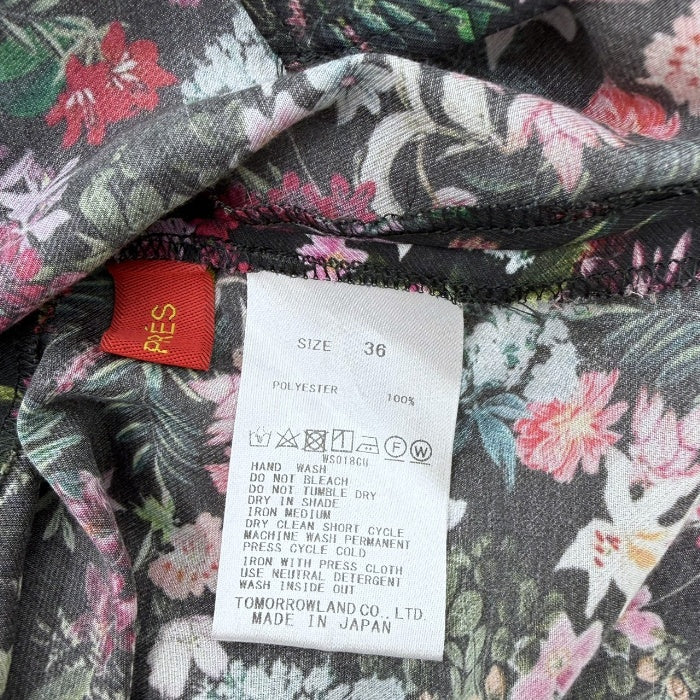 PIÈS
SIZE 36
POLYESTER 100%
F W
WS018CU
HAND WASH
DO NOT BLEACH
DO NOT TUMBLE DRY
DRY IN SHADE
IRON MEDIUM
DRY CLEAN SHORT CYCLE
MACHINE WASH PERMANENT
PRESS CYCLE COLD
IRON WITH PRESS CLOTH
USE NEUTRAL DETERGENT
WASH INSIDE OUT
TOMORROWLAND CO., LTD.
MADE IN JAPAN